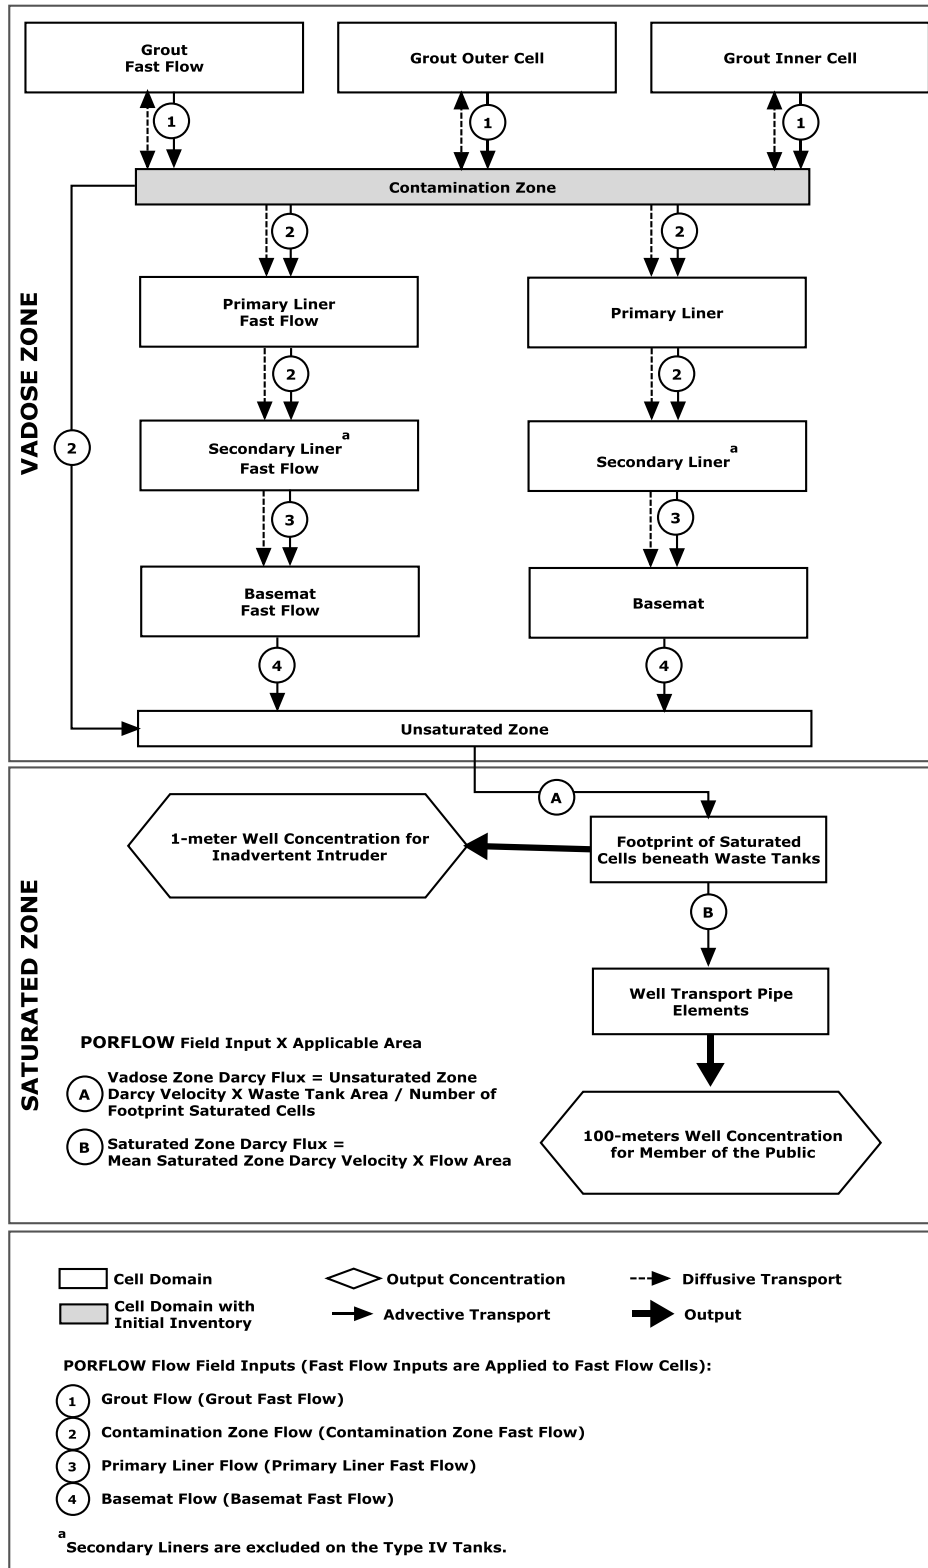 Grout
Fast Flow
Grout Outer Cell
Grout Inner Cell
1
1
1
Contamination Zone
2
2
Primary Liner
Fast Flow
Primary Liner
2
2
VADOSE ZONE
2
Secondary Liner a
Fast Flow
Secondary Liner a
3
3
Basemat
Fast Flow
Basemat
4
4
Unsaturated Zone
A
1-meter Well Concentration for
Inadvertent Intruder
Footprint of Saturated
Cells beneath Waste Tanks
B
SATURATED ZONE
Well Transport Pipe
Elements
PORFLOW Field Input X Applicable Area
A Vadose Zone Darcy Flux = Unsaturated Zone
Darcy Velocity X Waste Tank Area / Number of
Footprint Saturated Cells
B Saturated Zone Darcy Flux =
Mean Saturated Zone Darcy Velocity X Flow Area
100-meters Well Concentration
for Member of the Public
Cell Domain
Output Concentration
Diffusive Transport
Cell Domain with
Initial Inventory
Advective Transport
Output
PORFLOW Flow Field Inputs (Fast Flow Inputs are Applied to Fast Flow Cells):
1 Grout Flow (Grout Fast Flow)
2 Contamination Zone Flow (Contamination Zone Fast Flow)
3 Primary Liner Flow (Primary Liner Fast Flow)
4 Basemat Flow (Basemat Fast Flow)
a Secondary Liners are excluded on the Type IV Tanks.